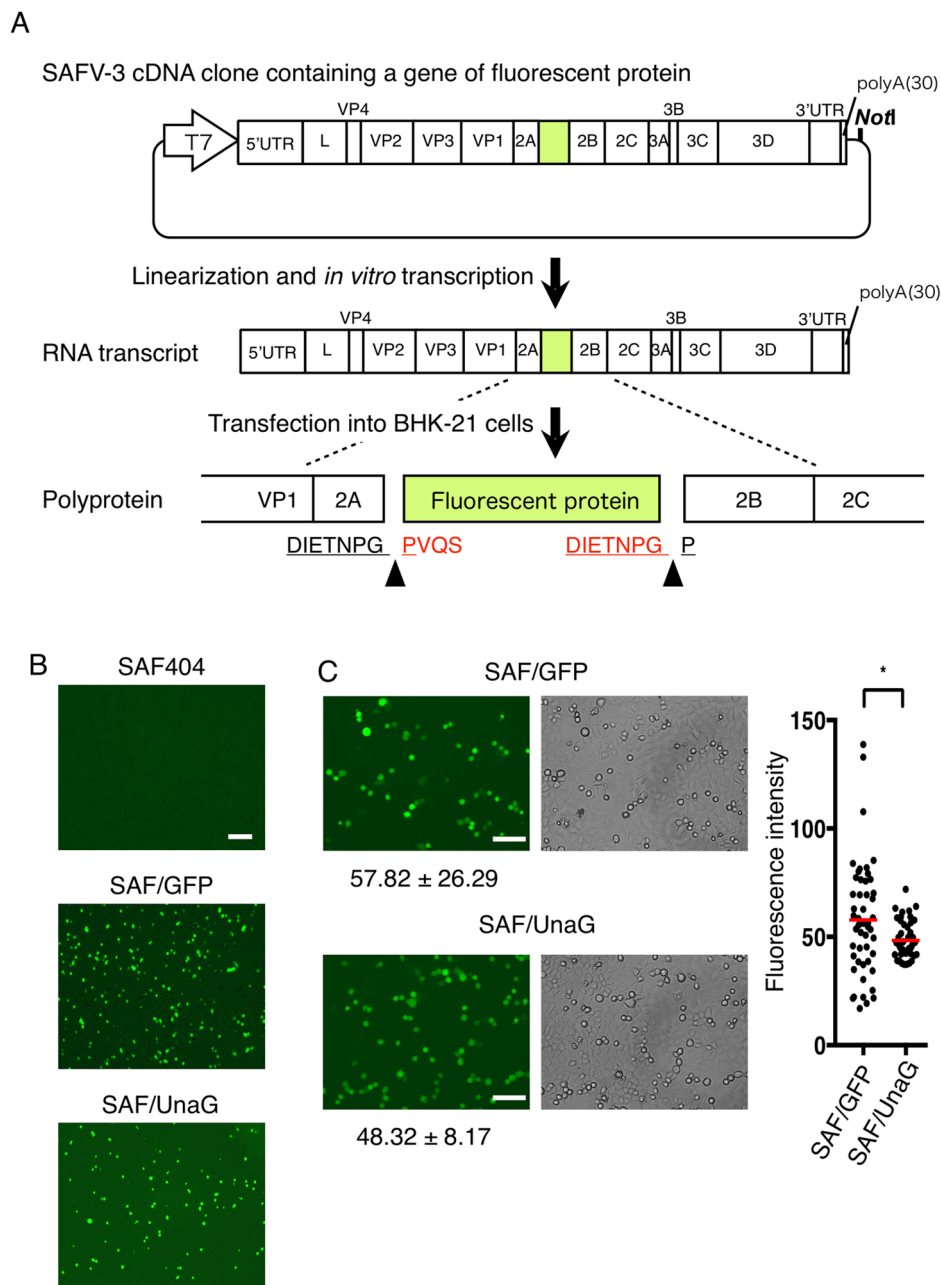 A
SAFV-3 cDNA clone containing a gene of fluorescent protein
polyA(30)
VP4
3B
3'UTR
NotI
T7
5'UTR
L
VP2
VP3
VP1
2A
2B
2C
3A
3C
3D
Linearization and in vitro transcription
polyA(30)
VP4
3B
3'UTR
RNA transcript
5'UTR
L
VP2
VP3
VP1
2A
2B
2C
3A
3C
3D
Transfection into BHK-21 cells
Polyprotein
VP1
2A
Fluorescent protein
2B
2C
DIETNPG
PVQS
DIETNPG
P
B
SAF404
SAF/GFP
SAF/UnaG
C
SAF/GFP
57.82 ± 26.29
SAF/UnaG
48.32 ± 8.17
*
Fluorescence intensity
150
100
50
0
SAF/GFP
SAF/UnaG